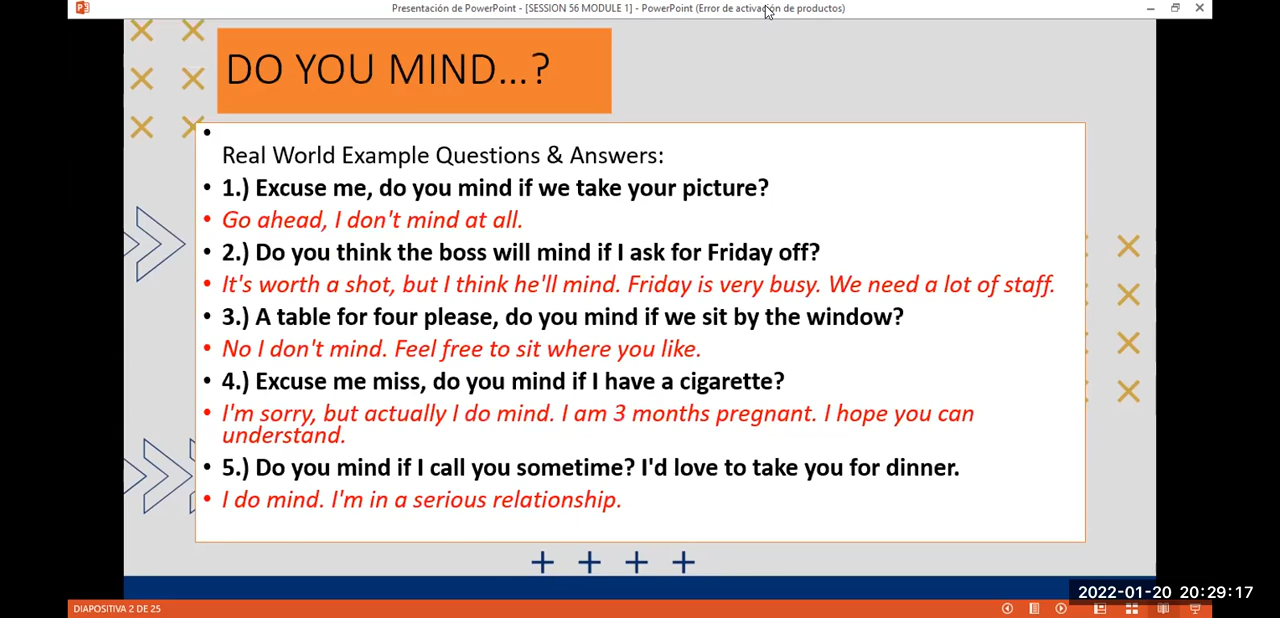 Presentación de PowerPoint - [SESSION 56 MODULE 1] - PowerPoint (Error de activación de productos)
DO YOU MIND...?
Real World Example Questions & Answers:
• 1.) Excuse me, do you mind if we take your picture?
• Go ahead, I don't mind at all.
• 2.) Do you think the boss will mind if I ask for Friday off?
• It's worth a shot, but I think he'll mind. Friday is very busy. We need a lot of staff.
• 3.) A table for four please, do you mind if we sit by the window?
• No I don't mind. Feel free to sit where you like.
• 4.) Excuse me miss, do you mind if I have a cigarette?
• I'm sorry, but actually I do mind. I am 3 months pregnant. I hope you can
understand.
• 5.) Do you mind if I call you sometime? I'd love to take you for dinner.
• I do mind. I'm in a serious relationship.
2022-01-20 20:29:17
DIAPOSITIVA 2 DE 25